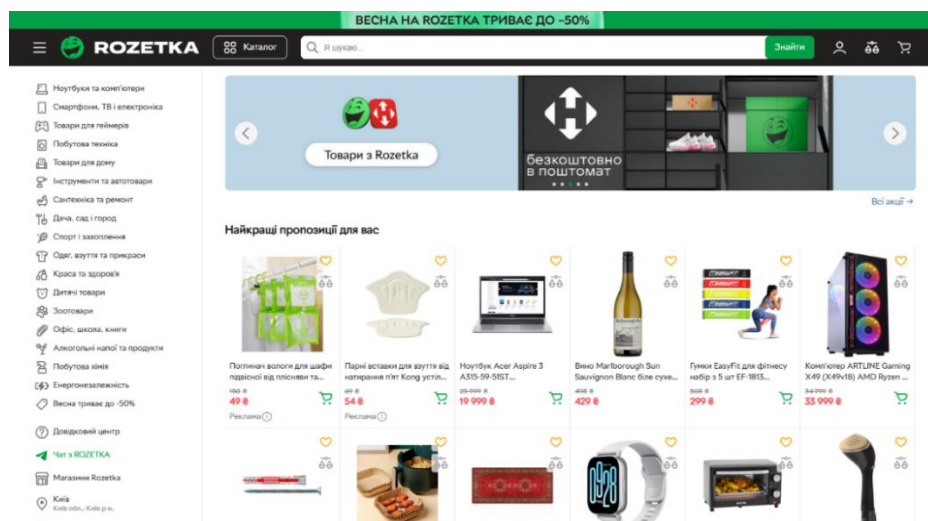 ВЕСНА НА ROZETKA ТРИВАЄ ДО –50%
ROZETKA
Каталог
Я шукаю...
Знайти
Ноутбуки та комп'ютери
Смартфони, ТВ і електроніка
Товари для геймерів
Побутова техніка
Товари для дому
Інструменти та автотовари
Сантехніка та ремонт
Дача, сад і город
Спорт і захоплення
Одяг, взуття та прикраси
Краса та здоров'я
Дитячі товари
Зоотовари
Офіс, школа, книги
Алкогольні напої та продукти
Побутова хімія
Енергонезалежність
Весна триває до -50%
Довідковий центр
Чат з ROZETKA
Магазини Rozetka
Київ
Київ обл., Київ р-н.
Товари з Rozetka
безкоштовно
в поштомат
Всі акції →
Найкращі пропозиції для вас
Поглинач вологи для шафи
підвісної від плісняви та...
49 ₴
Реклама
Парні вставки для взуття від
натирання п'ят Kong устіл...
54 ₴
Реклама
Ноутбук Acer Aspire 3
A315-59-51ST...
19 999 ₴
Вино Marlborough Sun
Sauvignon Blanc біле сухе...
498 ₴
429 ₴
Гумки EasyFit для фітнесу
набір з 5 шт EF-1813...
508 ₴
299 ₴
Комп'ютер ARTLINE Gaming
X49 (X49v18) AMD Ryzen ...
33 999 ₴